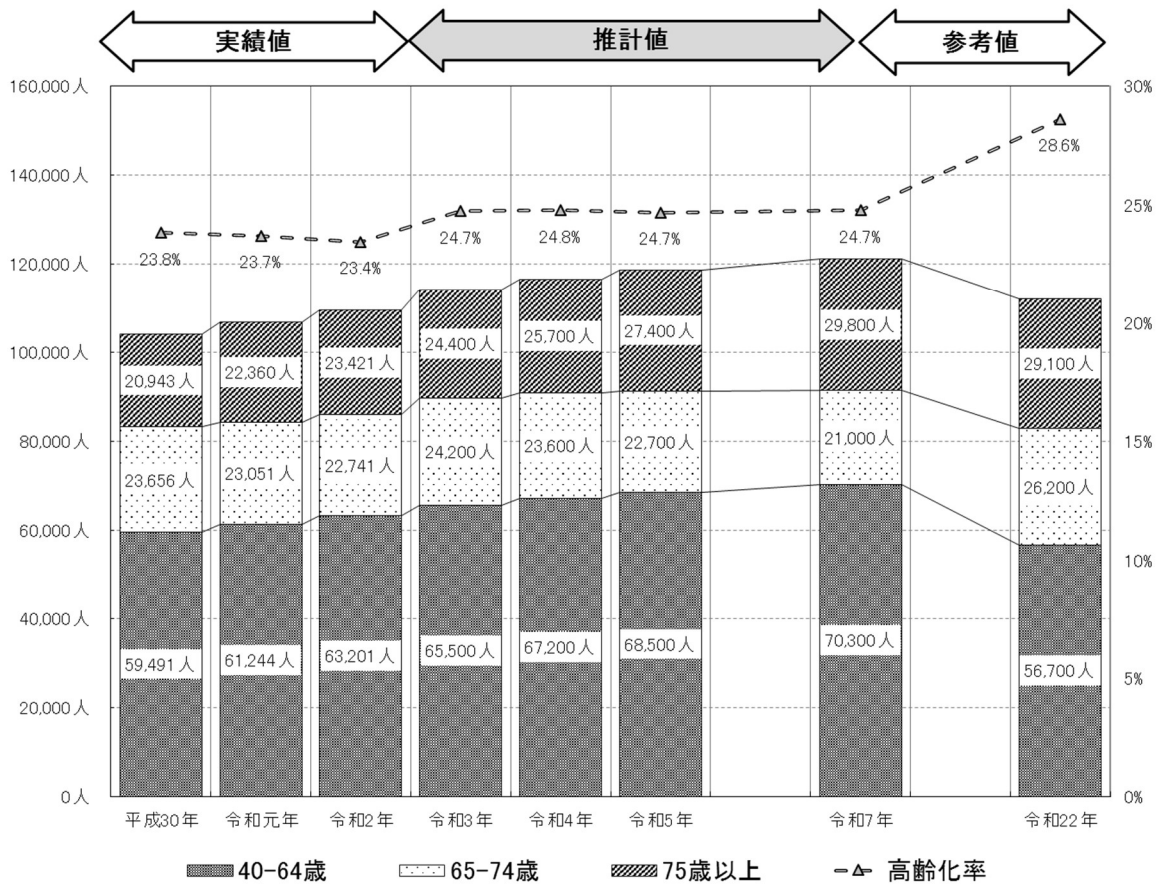 実績値 推計値 参考値
160,000人 30%
140,000人 25%
120,000人 20%
100,000人 15%
80,000人 10%
60,000人 5%
40,000人 0%
20,000人
0人
23.8% 23.7% 23.4% 24.7% 24.8% 24.7% 24.7% 28.6%
20,943人 22,360人 23,421人 24,400人 25,700人 27,400人 29,800人 29,100人
23,656人 23,051人 22,741人 24,200人 23,600人 22,700人 21,000人 26,200人
59,491人 61,244人 63,201人 65,500人 67,200人 68,500人 70,300人 56,700人
平成30年 令和元年 令和2年 令和3年 令和4年 令和5年 令和7年 令和22年
40-64歳 65-74歳 75歳以上 高齢化率